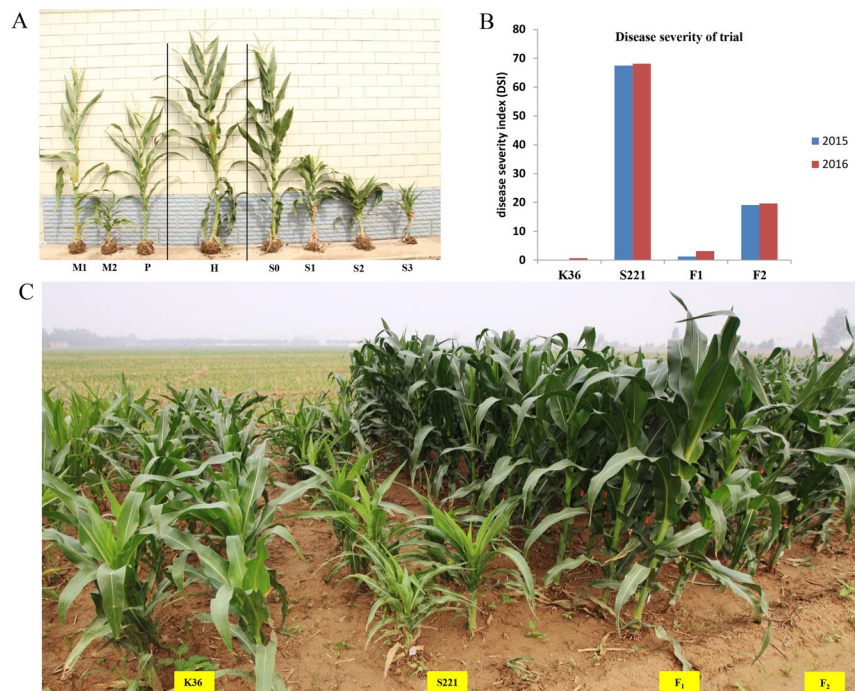 A
M1 M2 P H S0 S1 S2 S3
B
Disease severity of trial
disease severity index (DSI)
80
70
60
50
40
30
20
10
0
K36 S221 F1 F2
2015
2016
C
K36 S221 F₁ F₂